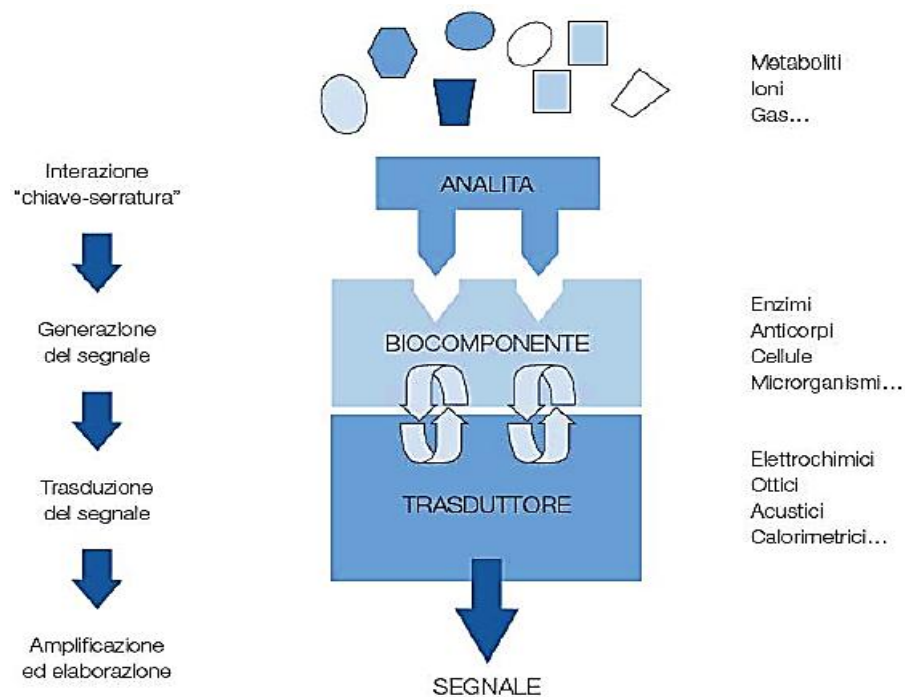 Metaboliti
Ioni
Gas...
Interazione
"chiave-serratura"
ANALITA
Generazione
del segnale
BIOCOMPONENTE
Enzimi
Anticorpi
Cellule
Microrganismi...
Trasduzione
del segnale
TRASDUTTORE
Elettrochimici
Ottici
Acustici
Calorimetrici...
Amplificazione
ed elaborazione
SEGNALE